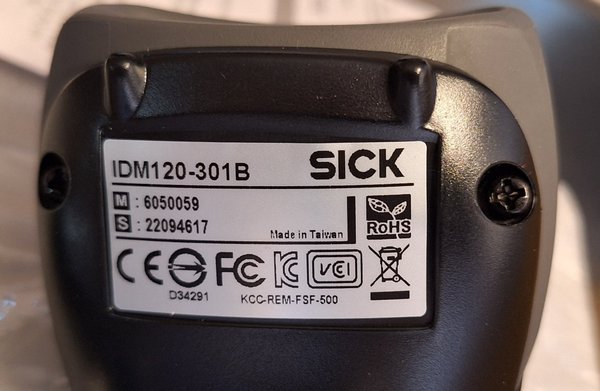 IDM120-301B
SICK
M : 6050059
S : 22094617
Made in Taiwan
RoHS
CE FC VCI
D34291
KCC-REM-FSF-500